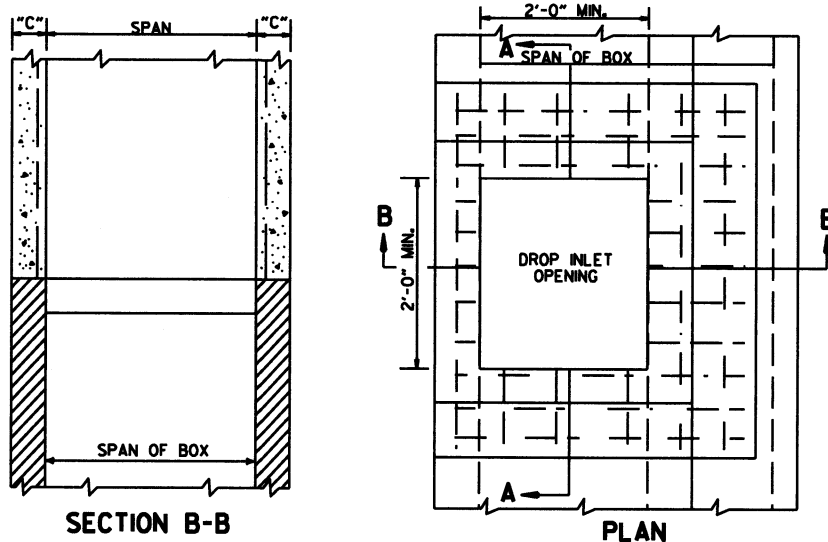 "C"
SPAN
"C"
SPAN OF BOX
SECTION B-B
2'-0" MIN.
A
SPAN OF BOX
B
B
2'-0" MIN.
DROP INLET
OPENING
A
PLAN